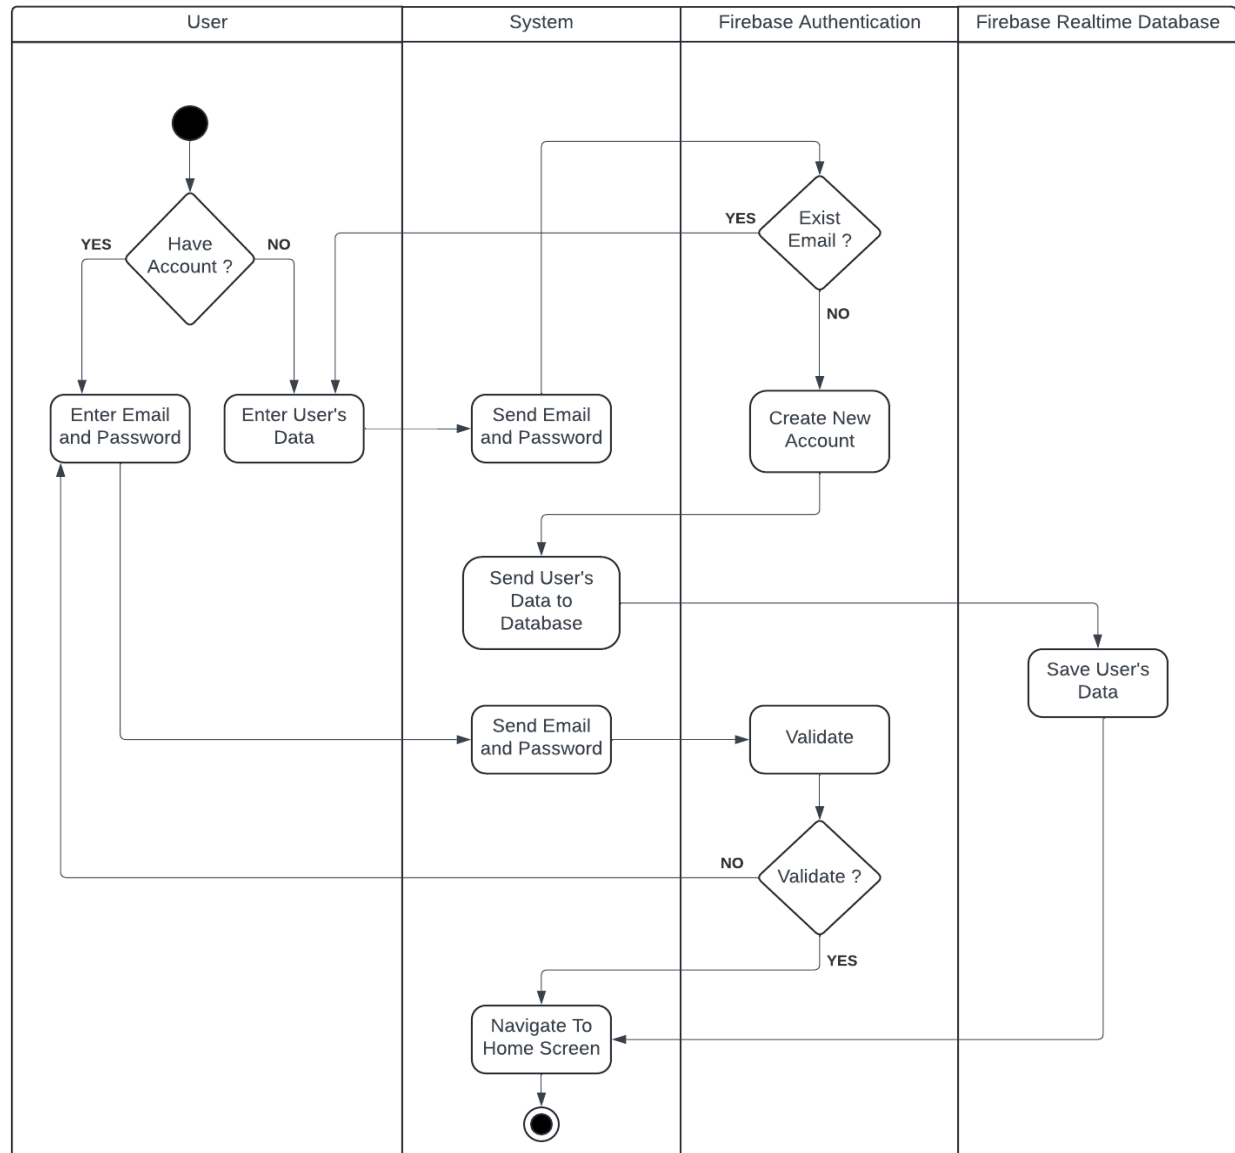 User
System
Firebase Authentication
Firebase Realtime Database
Have
Account ?
YES
NO
Exist
Email ?
YES
NO
Enter Email
and Password
Enter User's
Data
Send Email
and Password
Create New
Account
Send User's
Data to
Database
Save User's
Data
Send Email
and Password
Validate
Validate ?
NO
YES
Navigate To
Home Screen